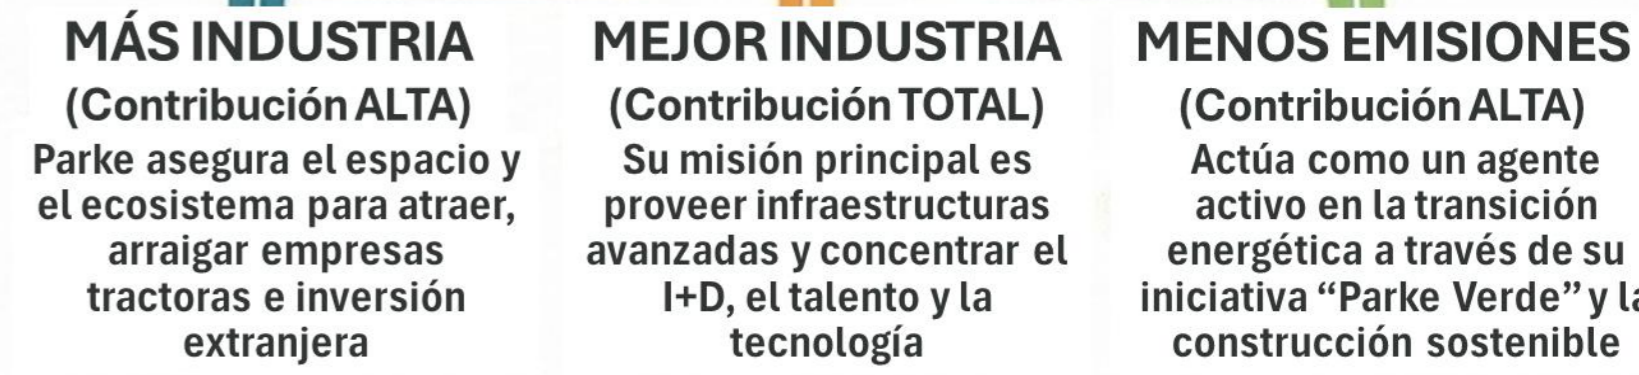 MÁS INDUSTRIA
(Contribución ALTA)
Parke asegura el espacio y
el ecosistema para atraer,
arraigar empresas
tractoras e inversión
extranjera
MEJOR INDUSTRIA
(Contribución TOTAL)
Su misión principal es
proveer infraestructuras
avanzadas y concentrar el
I+D, el talento y la
tecnología
MENOS EMISIONES
(Contribución ALTA)
Actúa como un agente
activo en la transición
energética a través de su
iniciativa “Parke Verde” y la
construcción sostenible